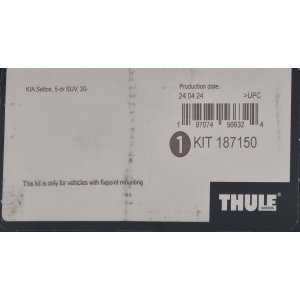 KIA Seltos, 5-dr SUV, 20-
Production date:
24.04.24 >UPC
1 97074 56632 4
1 KIT 187150
This kit is only for vehicles with fixpoint mounting.
THULE
SWEDEN